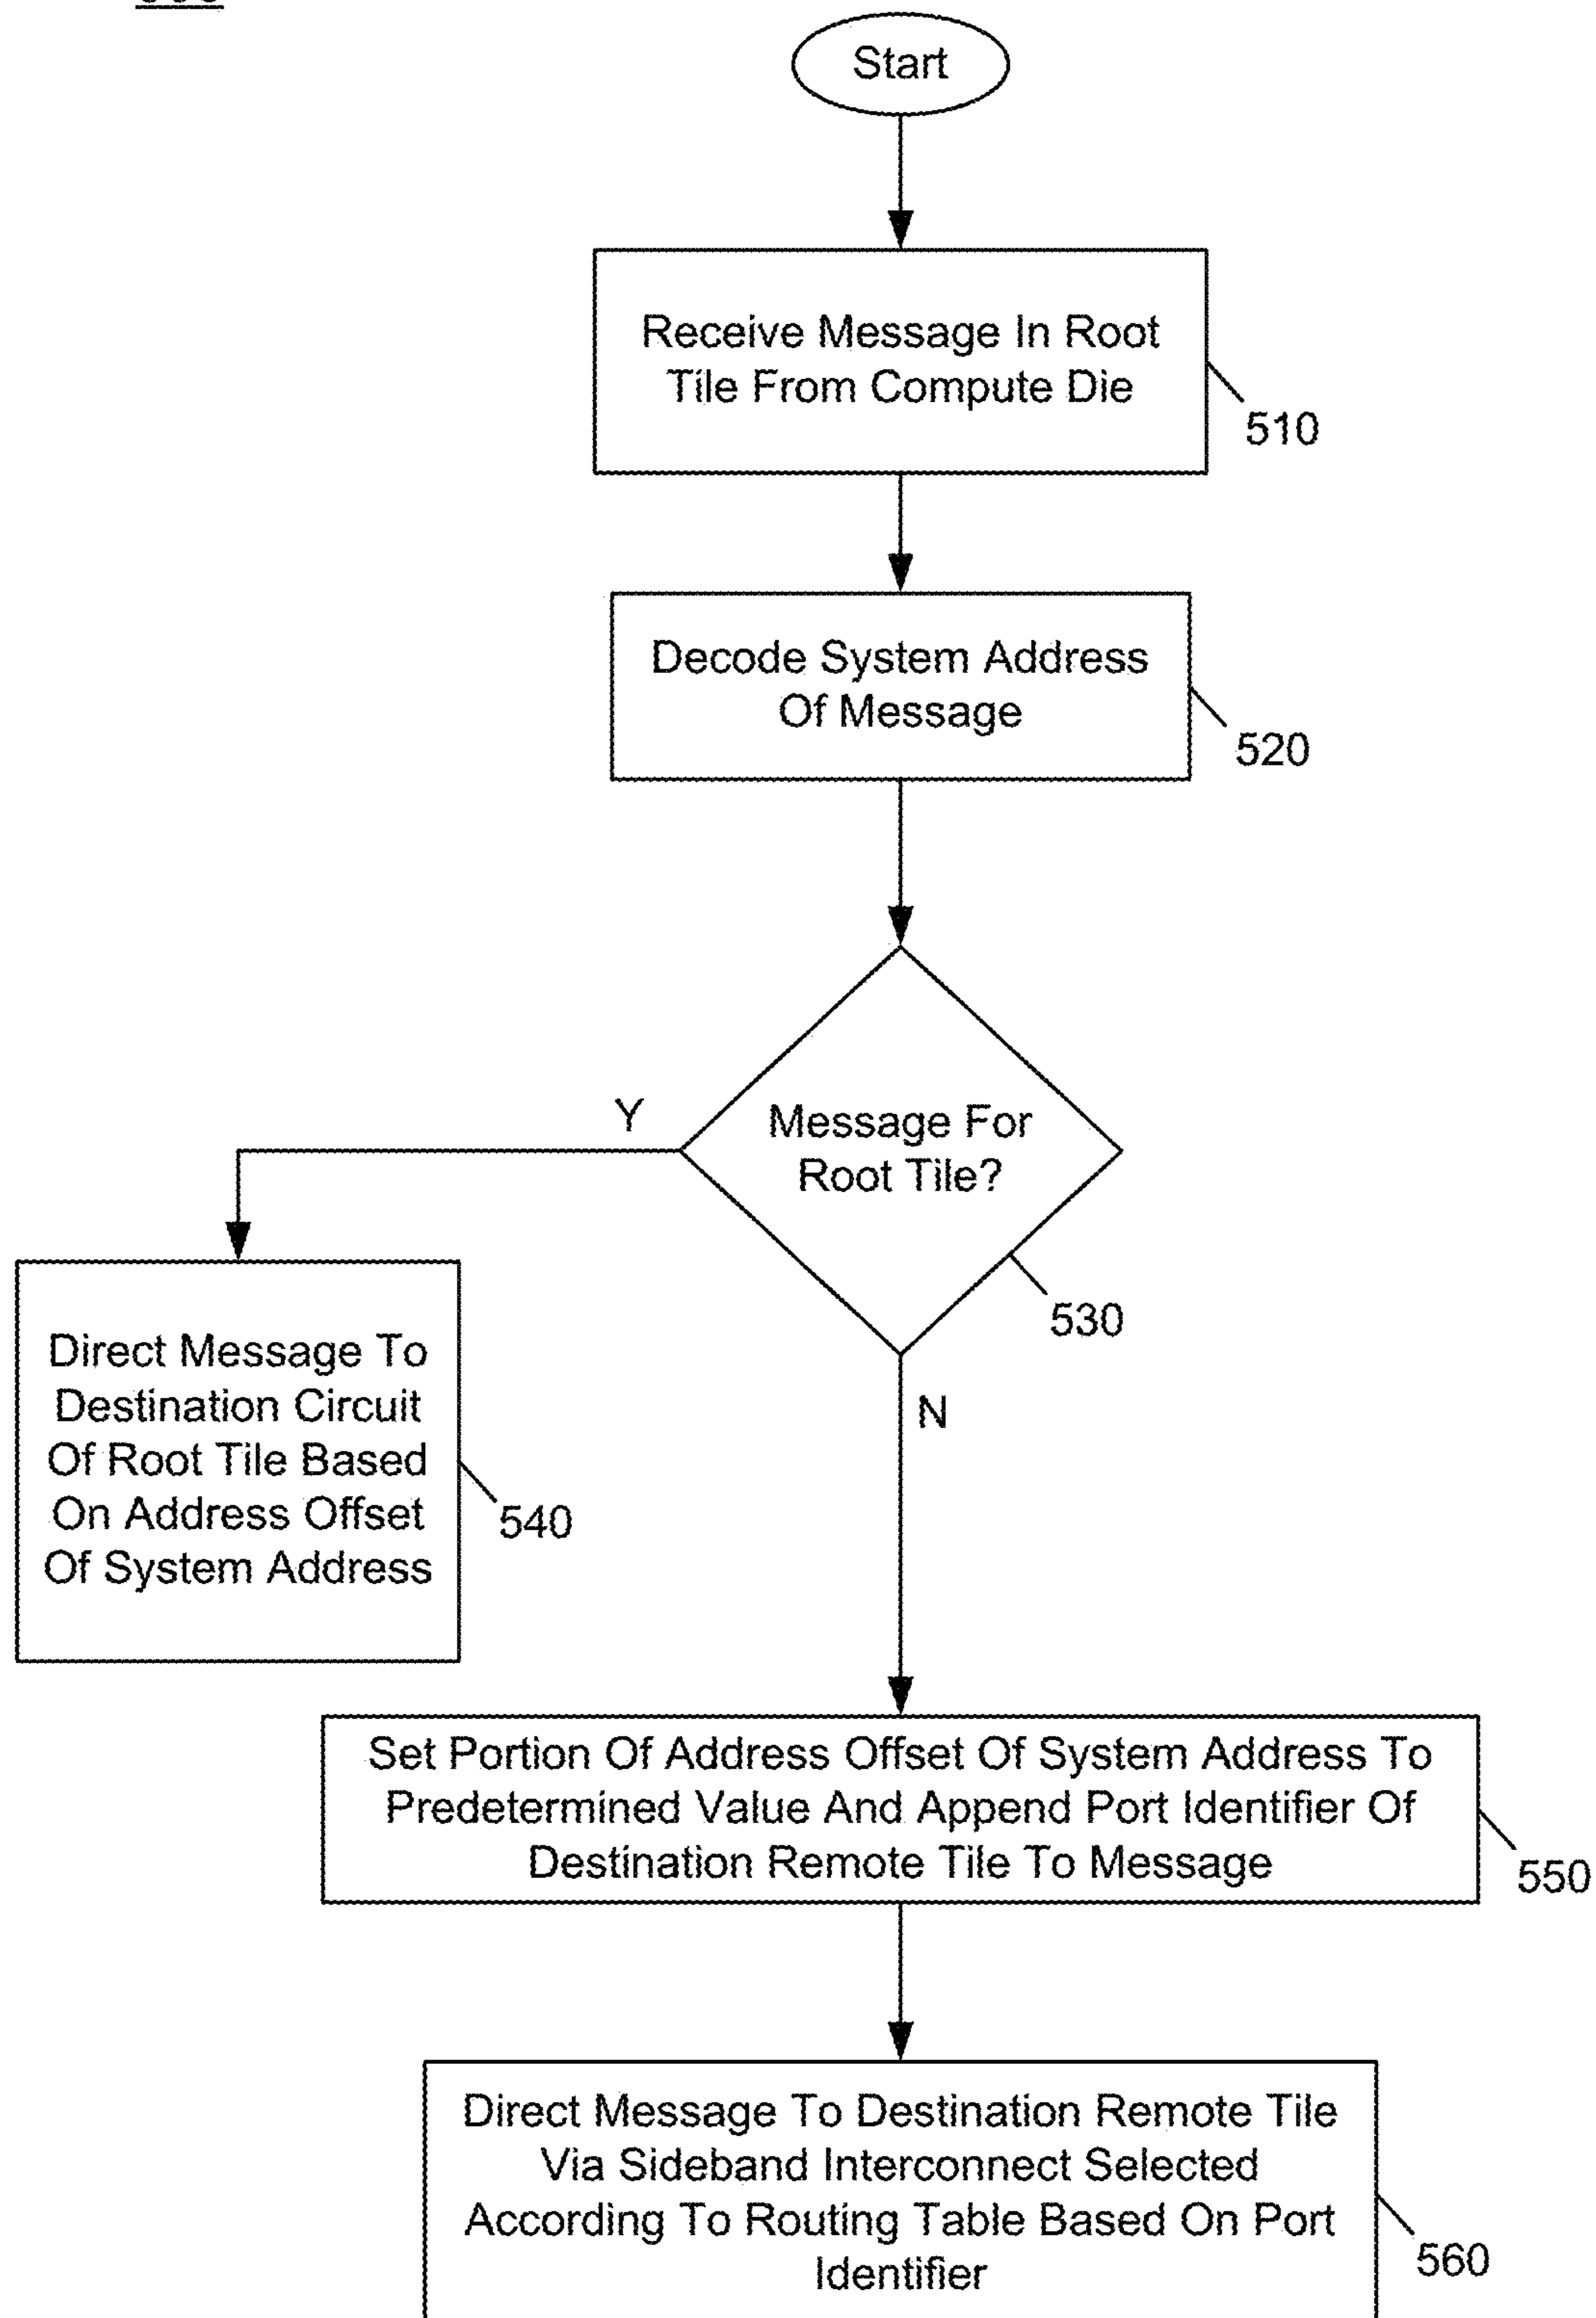 Start
Receive Message In Root
Tile From Compute Die
510
Decode System Address
Of Message
520
Message For
Root Tile?
530
Y
N
Direct Message To
Destination Circuit
Of Root Tile Based
On Address Offset
Of System Address
540
Set Portion Of Address Offset Of System Address To
Predetermined Value And Append Port Identifier Of
Destination Remote Tile To Message
550
Direct Message To Destination Remote Tile
Via Sideband Interconnect Selected
According To Routing Table Based On Port
Identifier
560